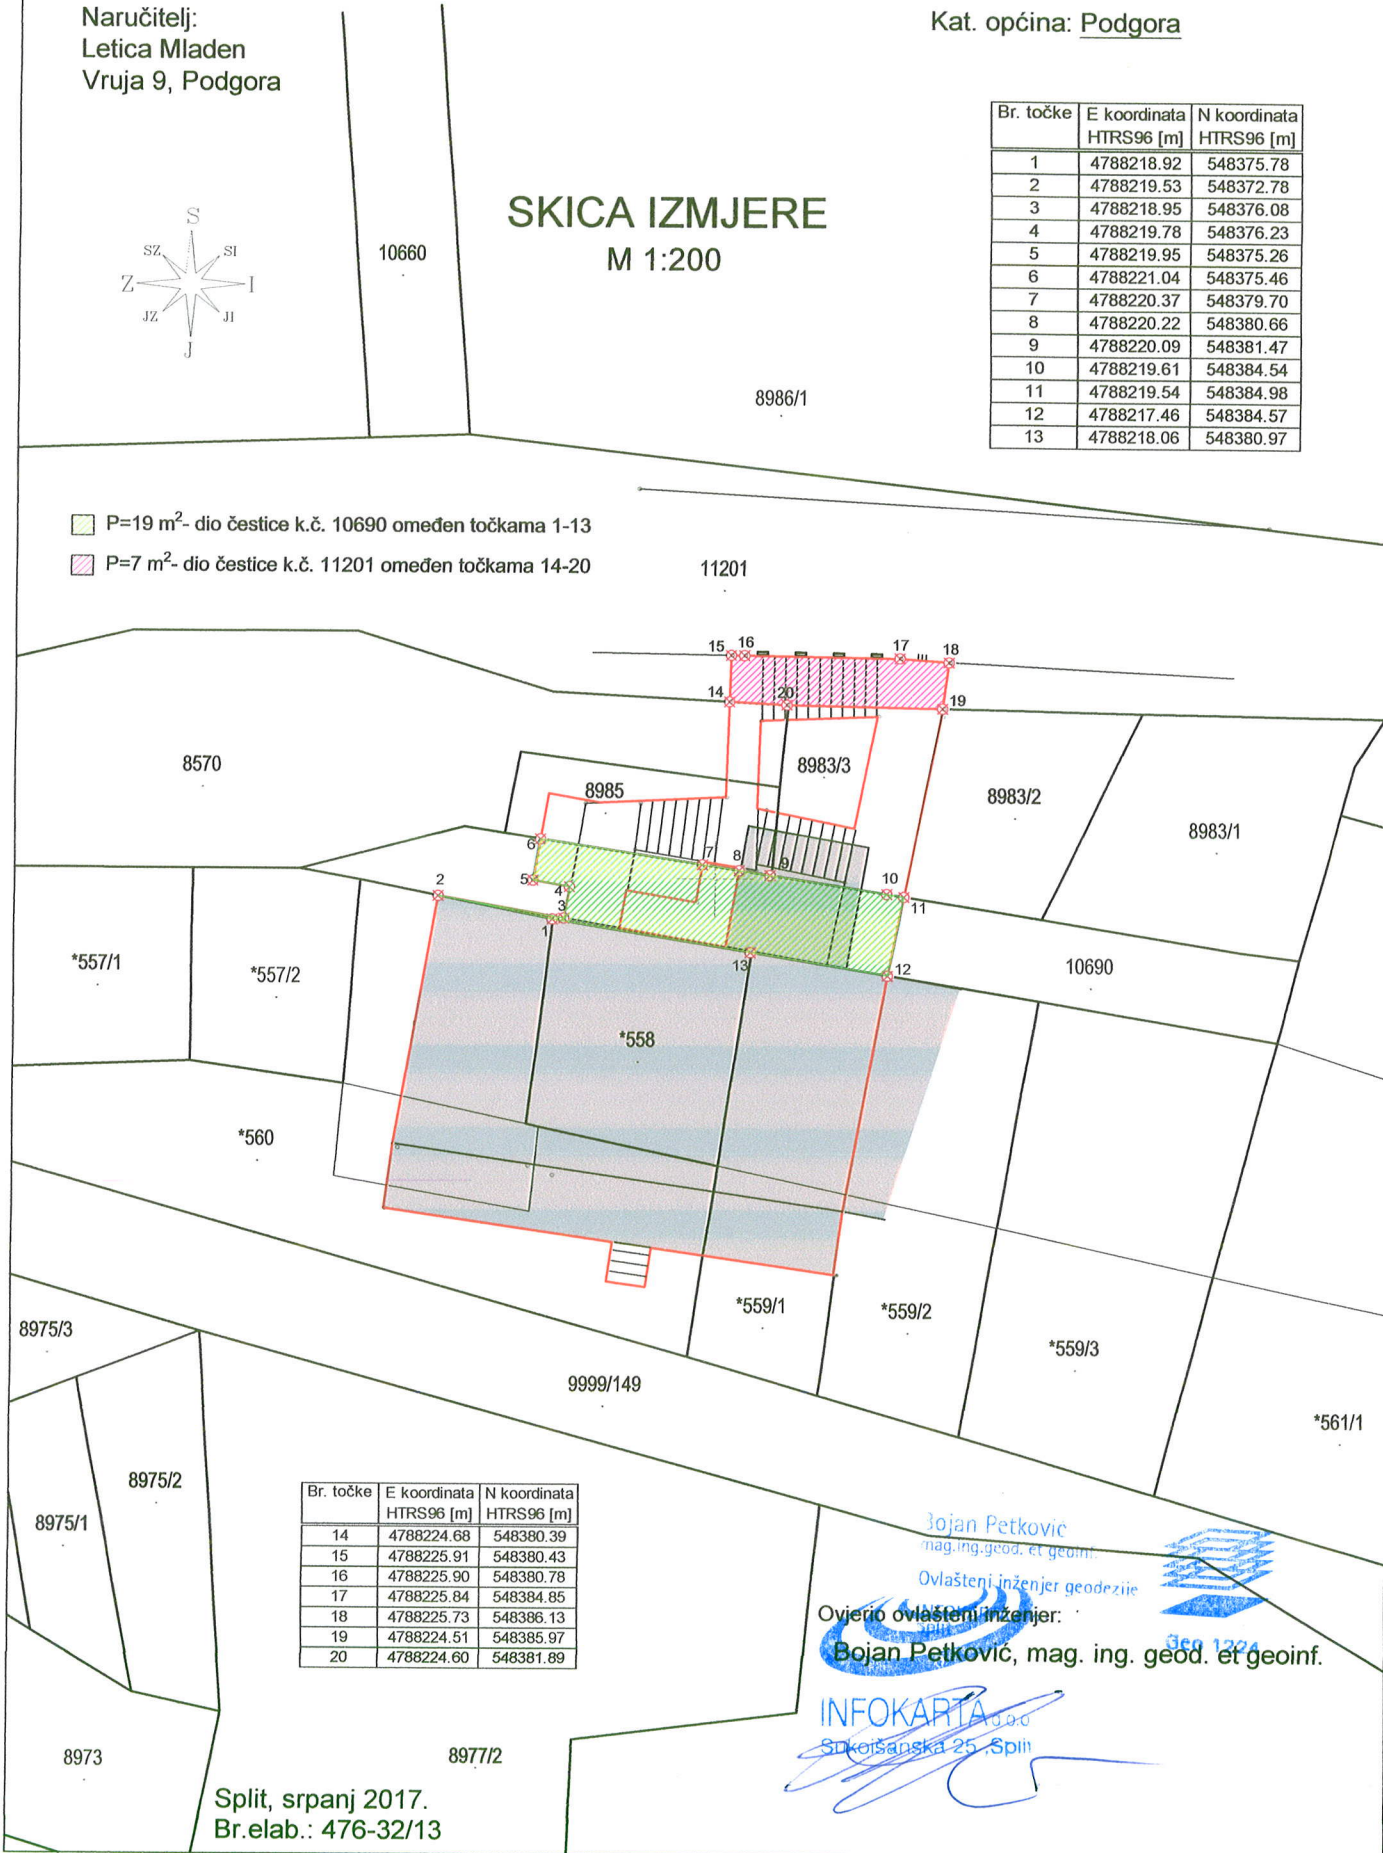 Naručitelj:
Letica Mladen
Vruja 9, Podgora
Kat. općina: Podgora
Br. točke E koordinata HTRS96 [m] N koordinata HTRS96 [m]
1 4788218.92 548375.78
2 4788219.53 548372.78
3 4788218.95 548376.08
4 4788219.78 548376.23
5 4788219.95 548375.26
6 4788221.04 548375.46
7 4788220.37 548379.70
8 4788220.22 548380.66
9 4788220.09 548381.47
10 4788219.61 548384.54
11 4788219.54 548384.98
12 4788217.46 548384.57
13 4788218.06 548380.97
SKICA IZMJERE
M 1:200
S
SZ SI
Z I
JZ JI
J
10660
8986/1
P=19 m²- dio čestice k.č. 10690 omeđen točkama 1-13
P=7 m²- dio čestice k.č. 11201 omeđen točkama 14-20
11201
15 16 17 18
14 20 19
8570
8985
8983/3
8983/2
8983/1
6 7 8 9
5 4 10 11
2 3
1 13 12
*557/1
*557/2
10690
*558
*560
*559/1
*559/2
*559/3
*561/1
8975/3
9999/149
8975/2
8975/1
Br. točke E koordinata HTRS96 [m] N koordinata HTRS96 [m]
14 4788224.68 548380.39
15 4788225.91 548380.43
16 4788225.90 548380.78
17 4788225.84 548384.85
18 4788225.73 548386.13
19 4788224.51 548385.97
20 4788224.60 548381.89
Bojan Petković
mag.ing.geod. et geoinf.
Ovlašteni inženjer geodezije
Split
Geo 1224
Ovjerio ovlašteni inženjer:
Bojan Petković, mag. ing. geod. et geoinf.
INFOKARTA d.o.o
Sukoišanska 25, Split
8973
8977/2
Split, srpanj 2017.
Br.elab.: 476-32/13